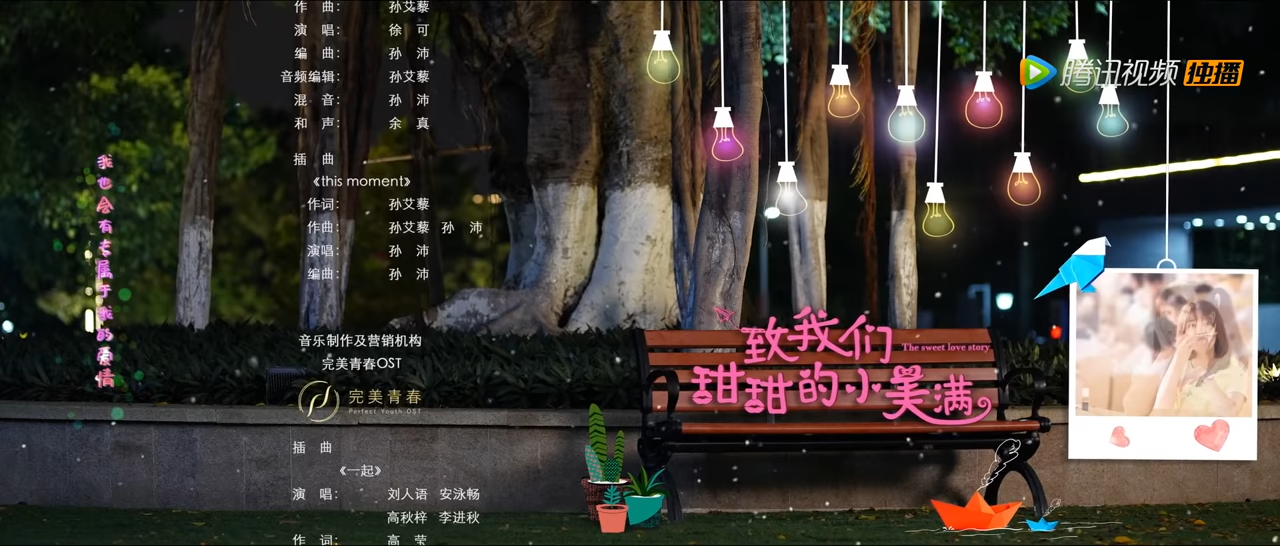 作 曲： 孙艾藜
演 唱： 徐 可
编 曲： 孙 沛
音频编辑： 孙艾藜
混 音： 孙 沛
和 声： 余 真
插 曲
《this moment》
作词： 孙艾藜
作曲： 孙艾藜 孙 沛
演唱： 孙 沛
编曲： 孙 沛
音乐制作及营销机构
完美青春OST
完美青春
Perfect Youth OST
插 曲
《一起》
演 唱： 刘人语 安泳畅
高秋梓 李进秋
作 词： 高 莹
我也会有专属于我的爱情
腾讯视频 独播
致我们
The sweet love story
甜甜的小美满